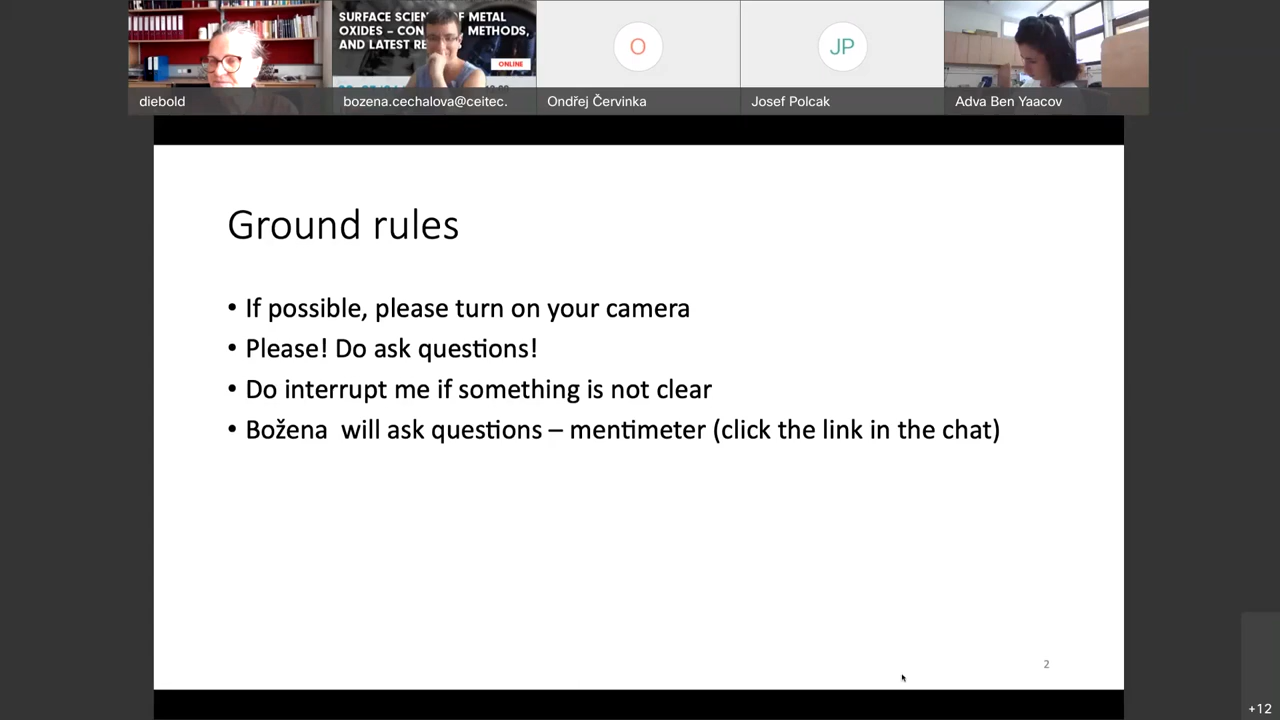 SURFACE SCIEN F METAL
OXIDES – CON METHODS,
AND LATEST RE
ONLINE
diebold
bozena.cechalova@ceitec.
Ondřej Červinka
Josef Polcak
Adva Ben Yaacov
O
JP
Ground rules
• If possible, please turn on your camera
• Please! Do ask questions!
• Do interrupt me if something is not clear
• Božena will ask questions – mentimeter (click the link in the chat)
2
+12